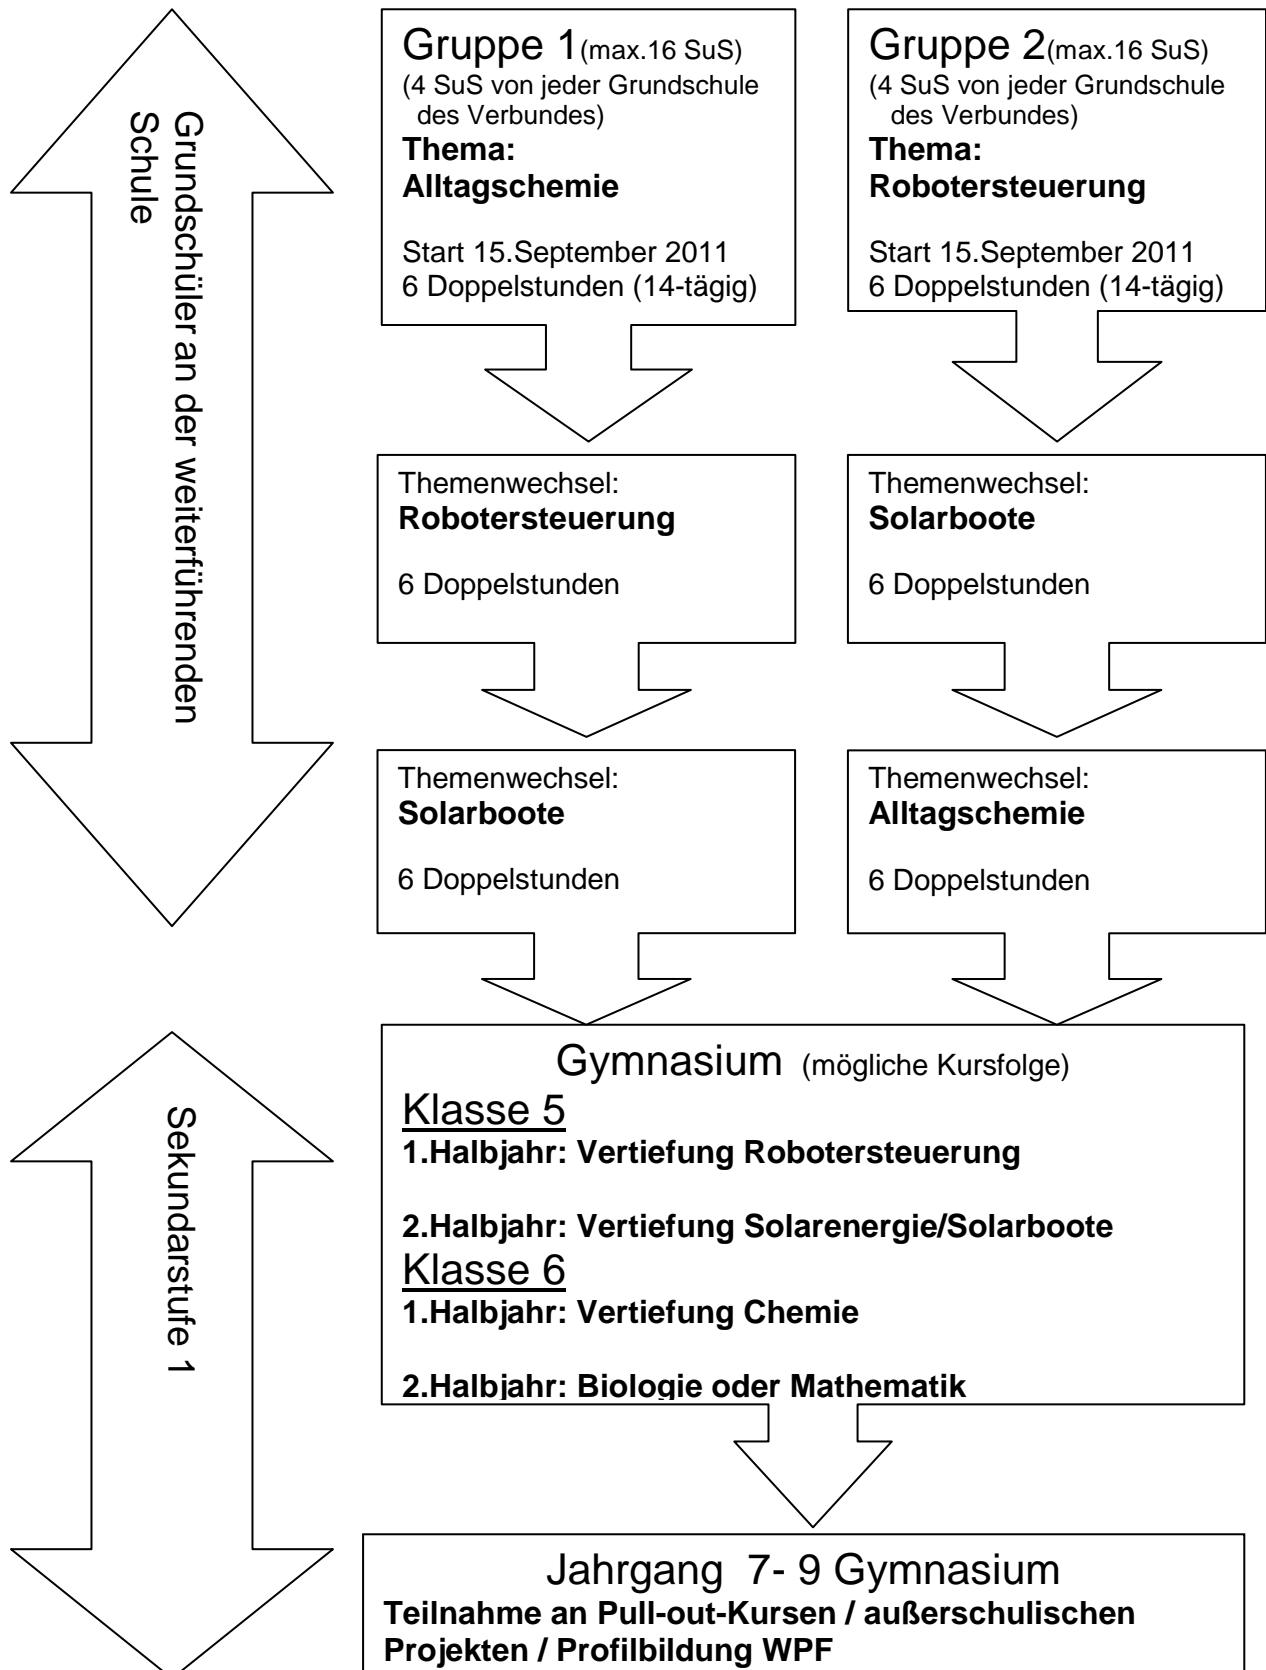 Grundschüler an der weiterführenden
Schule
Gruppe 1(max.16 SuS)
(4 SuS von jeder Grundschule
des Verbundes)
Thema:
Alltagschemie
Start 15.September 2011
6 Doppelstunden (14-tägig)
Gruppe 2(max.16 SuS)
(4 SuS von jeder Grundschule
des Verbundes)
Thema:
Robotersteuerung
Start 15.September 2011
6 Doppelstunden (14-tägig)
Themenwechsel:
Robotersteuerung
6 Doppelstunden
Themenwechsel:
Solarboote
6 Doppelstunden
Themenwechsel:
Solarboote
6 Doppelstunden
Themenwechsel:
Alltagschemie
6 Doppelstunden
Sekundarstufe 1
Gymnasium (mögliche Kursfolge)
Klasse 5
1.Halbjahr: Vertiefung Robotersteuerung
2.Halbjahr: Vertiefung Solarenergie/Solarboote
Klasse 6
1.Halbjahr: Vertiefung Chemie
2.Halbjahr: Biologie oder Mathematik
Jahrgang 7- 9 Gymnasium
Teilnahme an Pull-out-Kursen / außerschulischen
Projekten / Profilbildung WPF